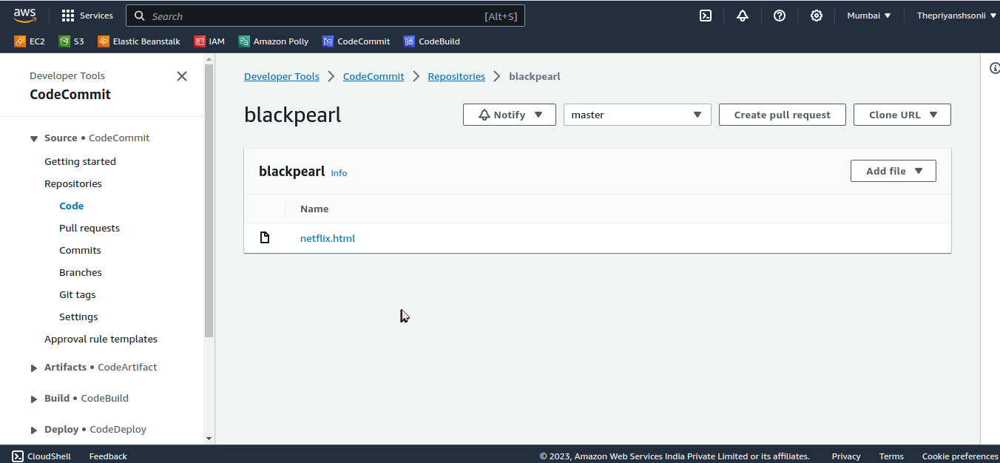 aws Services Search [Alt+S] Mumbai Thepriyanshsonii
EC2 S3 Elastic Beanstalk IAM Amazon Polly CodeCommit CodeBuild
Developer Tools
CodeCommit
Source • CodeCommit
Getting started
Repositories
Code
Pull requests
Commits
Branches
Git tags
Settings
Approval rule templates
Artifacts • CodeArtifact
Build • CodeBuild
Deploy • CodeDeploy
Developer Tools CodeCommit Repositories blackpearl
blackpearl Notify master Create pull request Clone URL
blackpearl Info Add file
Name
netflix.html
CloudShell Feedback © 2023, Amazon Web Services India Private Limited or its affiliates. Privacy Terms Cookie preferences